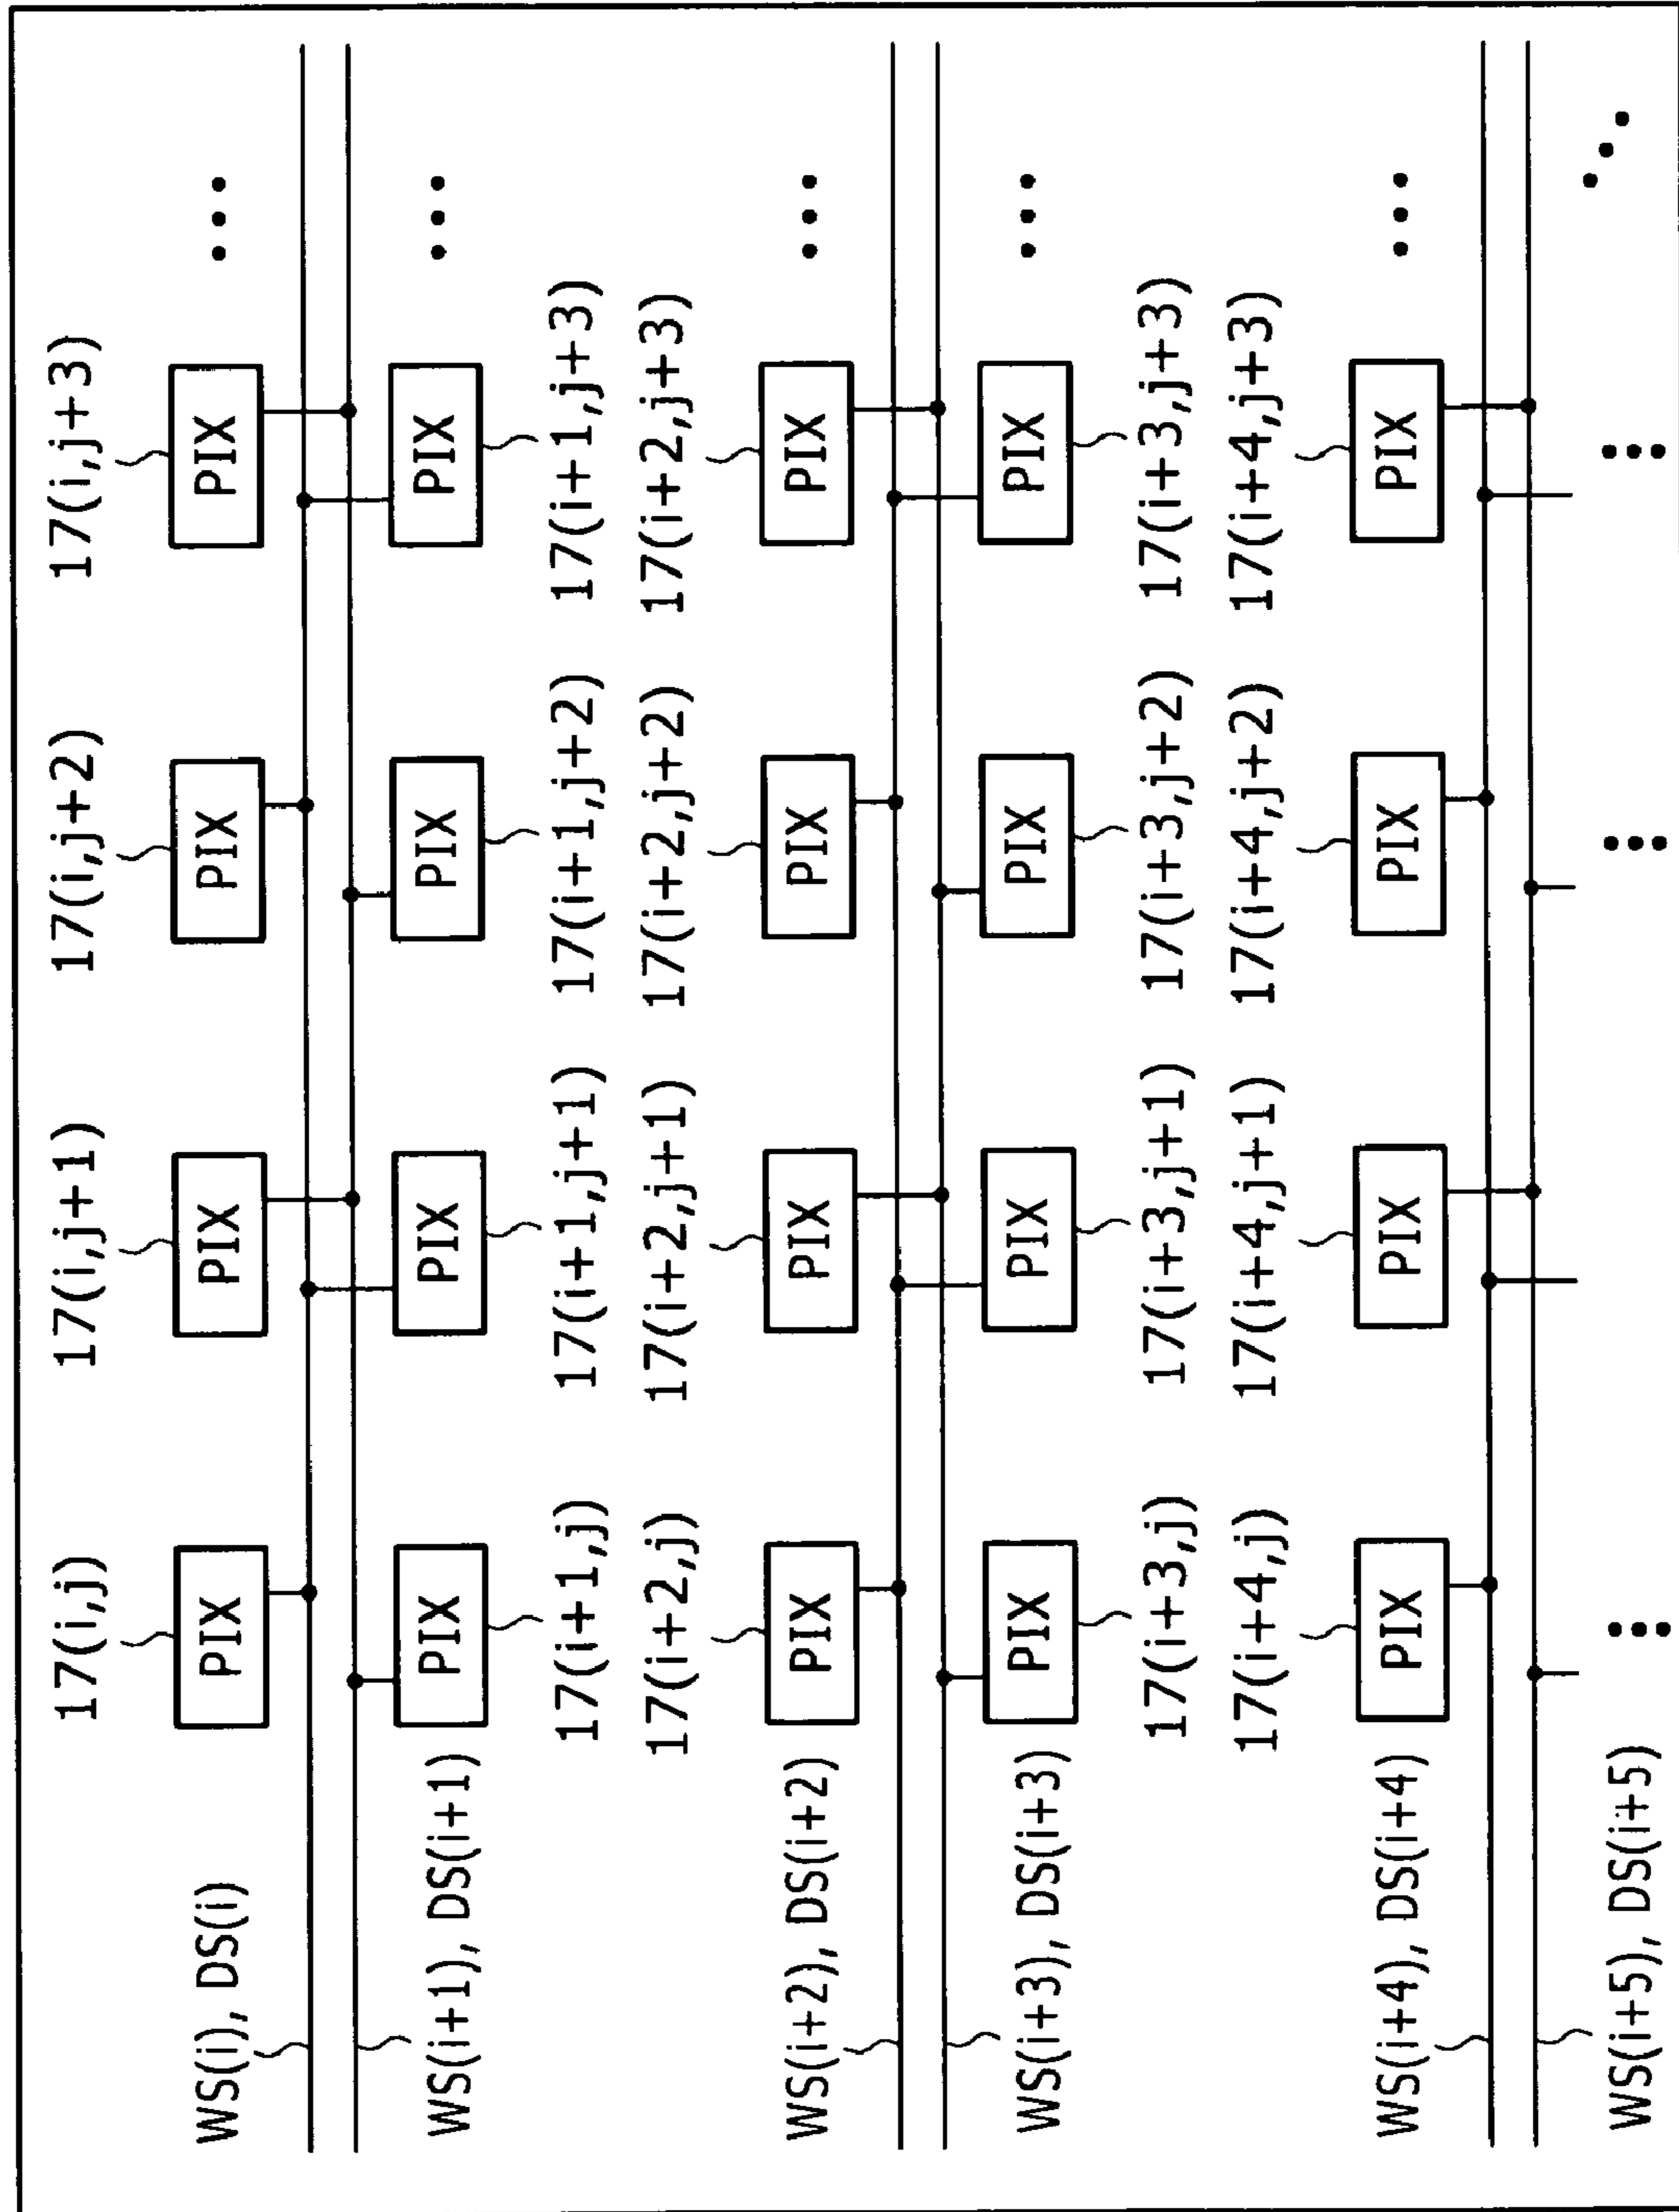 17(i,j) 17(i,j+1) 17(i,j+2) 17(i,j+3)
PIX PIX PIX PIX
WS(i), DS(i)
WS(i+1), DS(i+1)
PIX PIX PIX PIX
17(i+1,j) 17(i+1,j+1) 17(i+1,j+2) 17(i+1,j+3)
17(i+2,j) 17(i+2,j+1) 17(i+2,j+2) 17(i+2,j+3)
PIX PIX PIX PIX
WS(i+2), DS(i+2)
WS(i+3), DS(i+3)
PIX PIX PIX PIX
17(i+3,j) 17(i+3,j+1) 17(i+3,j+2) 17(i+3,j+3)
17(i+4,j) 17(i+4,j+1) 17(i+4,j+2) 17(i+4,j+3)
PIX PIX PIX PIX
WS(i+4), DS(i+4)
WS(i+5), DS(i+5)